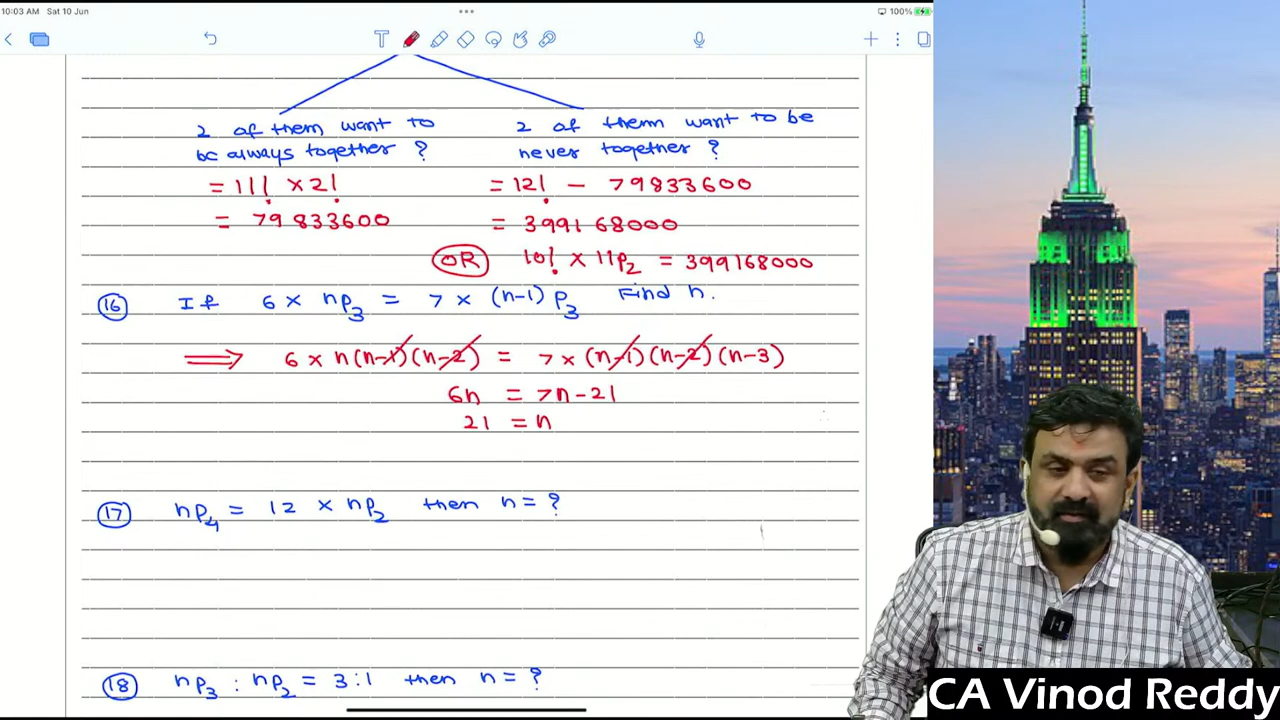 10:03 AM Sat 10 Jun
100%
2 of them want to be always together ?
= 11! × 2!
= 79833600
2 of them want to be never together ?
= 12! − 79833600
= 399168000
OR 10! × 11P2 = 399168000
16 If 6 × nP3 = 7 × (n-1) P3 Find n.
⟹ 6 × n(n-1)(n-2) = 7 × (n-1)(n-2)(n-3)
6n = 7n - 21
21 = n
17 nP4 = 12 × nP2 then n = ?
18 nP3 : nP2 = 3:1 then n = ?
CA Vinod Reddy